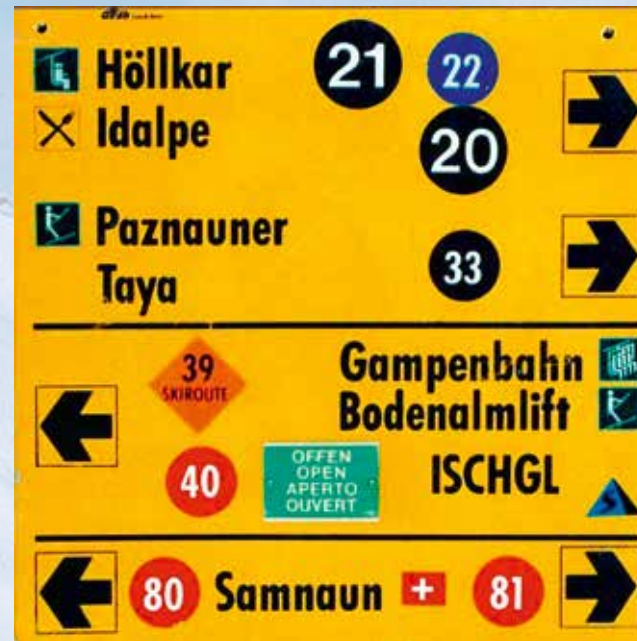 Höllkar 21 22
Idalpe 20
Paznauner
Taya 33
39
SKIROUTE
Gampenbahn
Bodenalmlift
40
OFFEN
OPEN
APERTO
OUVERT
ISCHGL
80 Samnaun 81